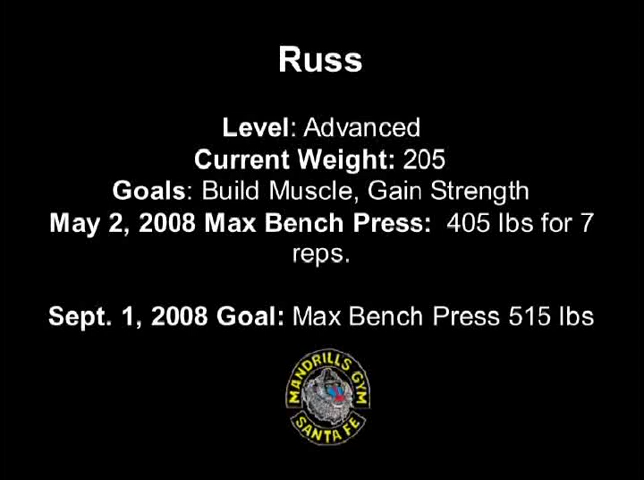 Russ
Level: Advanced
Current Weight: 205
Goals: Build Muscle, Gain Strength
May 2, 2008 Max Bench Press:  405 lbs for 7
reps.
Sept. 1, 2008 Goal: Max Bench Press 515 lbs
MANDRILLS GYM
SANTA FE